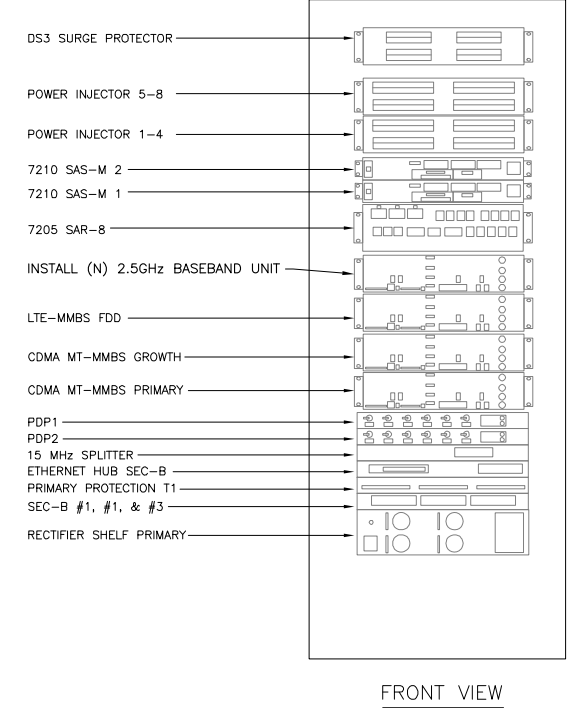 DS3 SURGE PROTECTOR
POWER INJECTOR 5-8
POWER INJECTOR 1-4
7210 SAS-M 2
7210 SAS-M 1
7205 SAR-8
INSTALL (N) 2.5GHz BASEBAND UNIT
LTE-MMBS FDD
CDMA MT-MMBS GROWTH
CDMA MT-MMBS PRIMARY
PDP1
PDP2
15 MHz SPLITTER
ETHERNET HUB SEC-B
PRIMARY PROTECTION T1
SEC-B #1, #1, & #3
RECTIFIER SHELF PRIMARY
FRONT VIEW